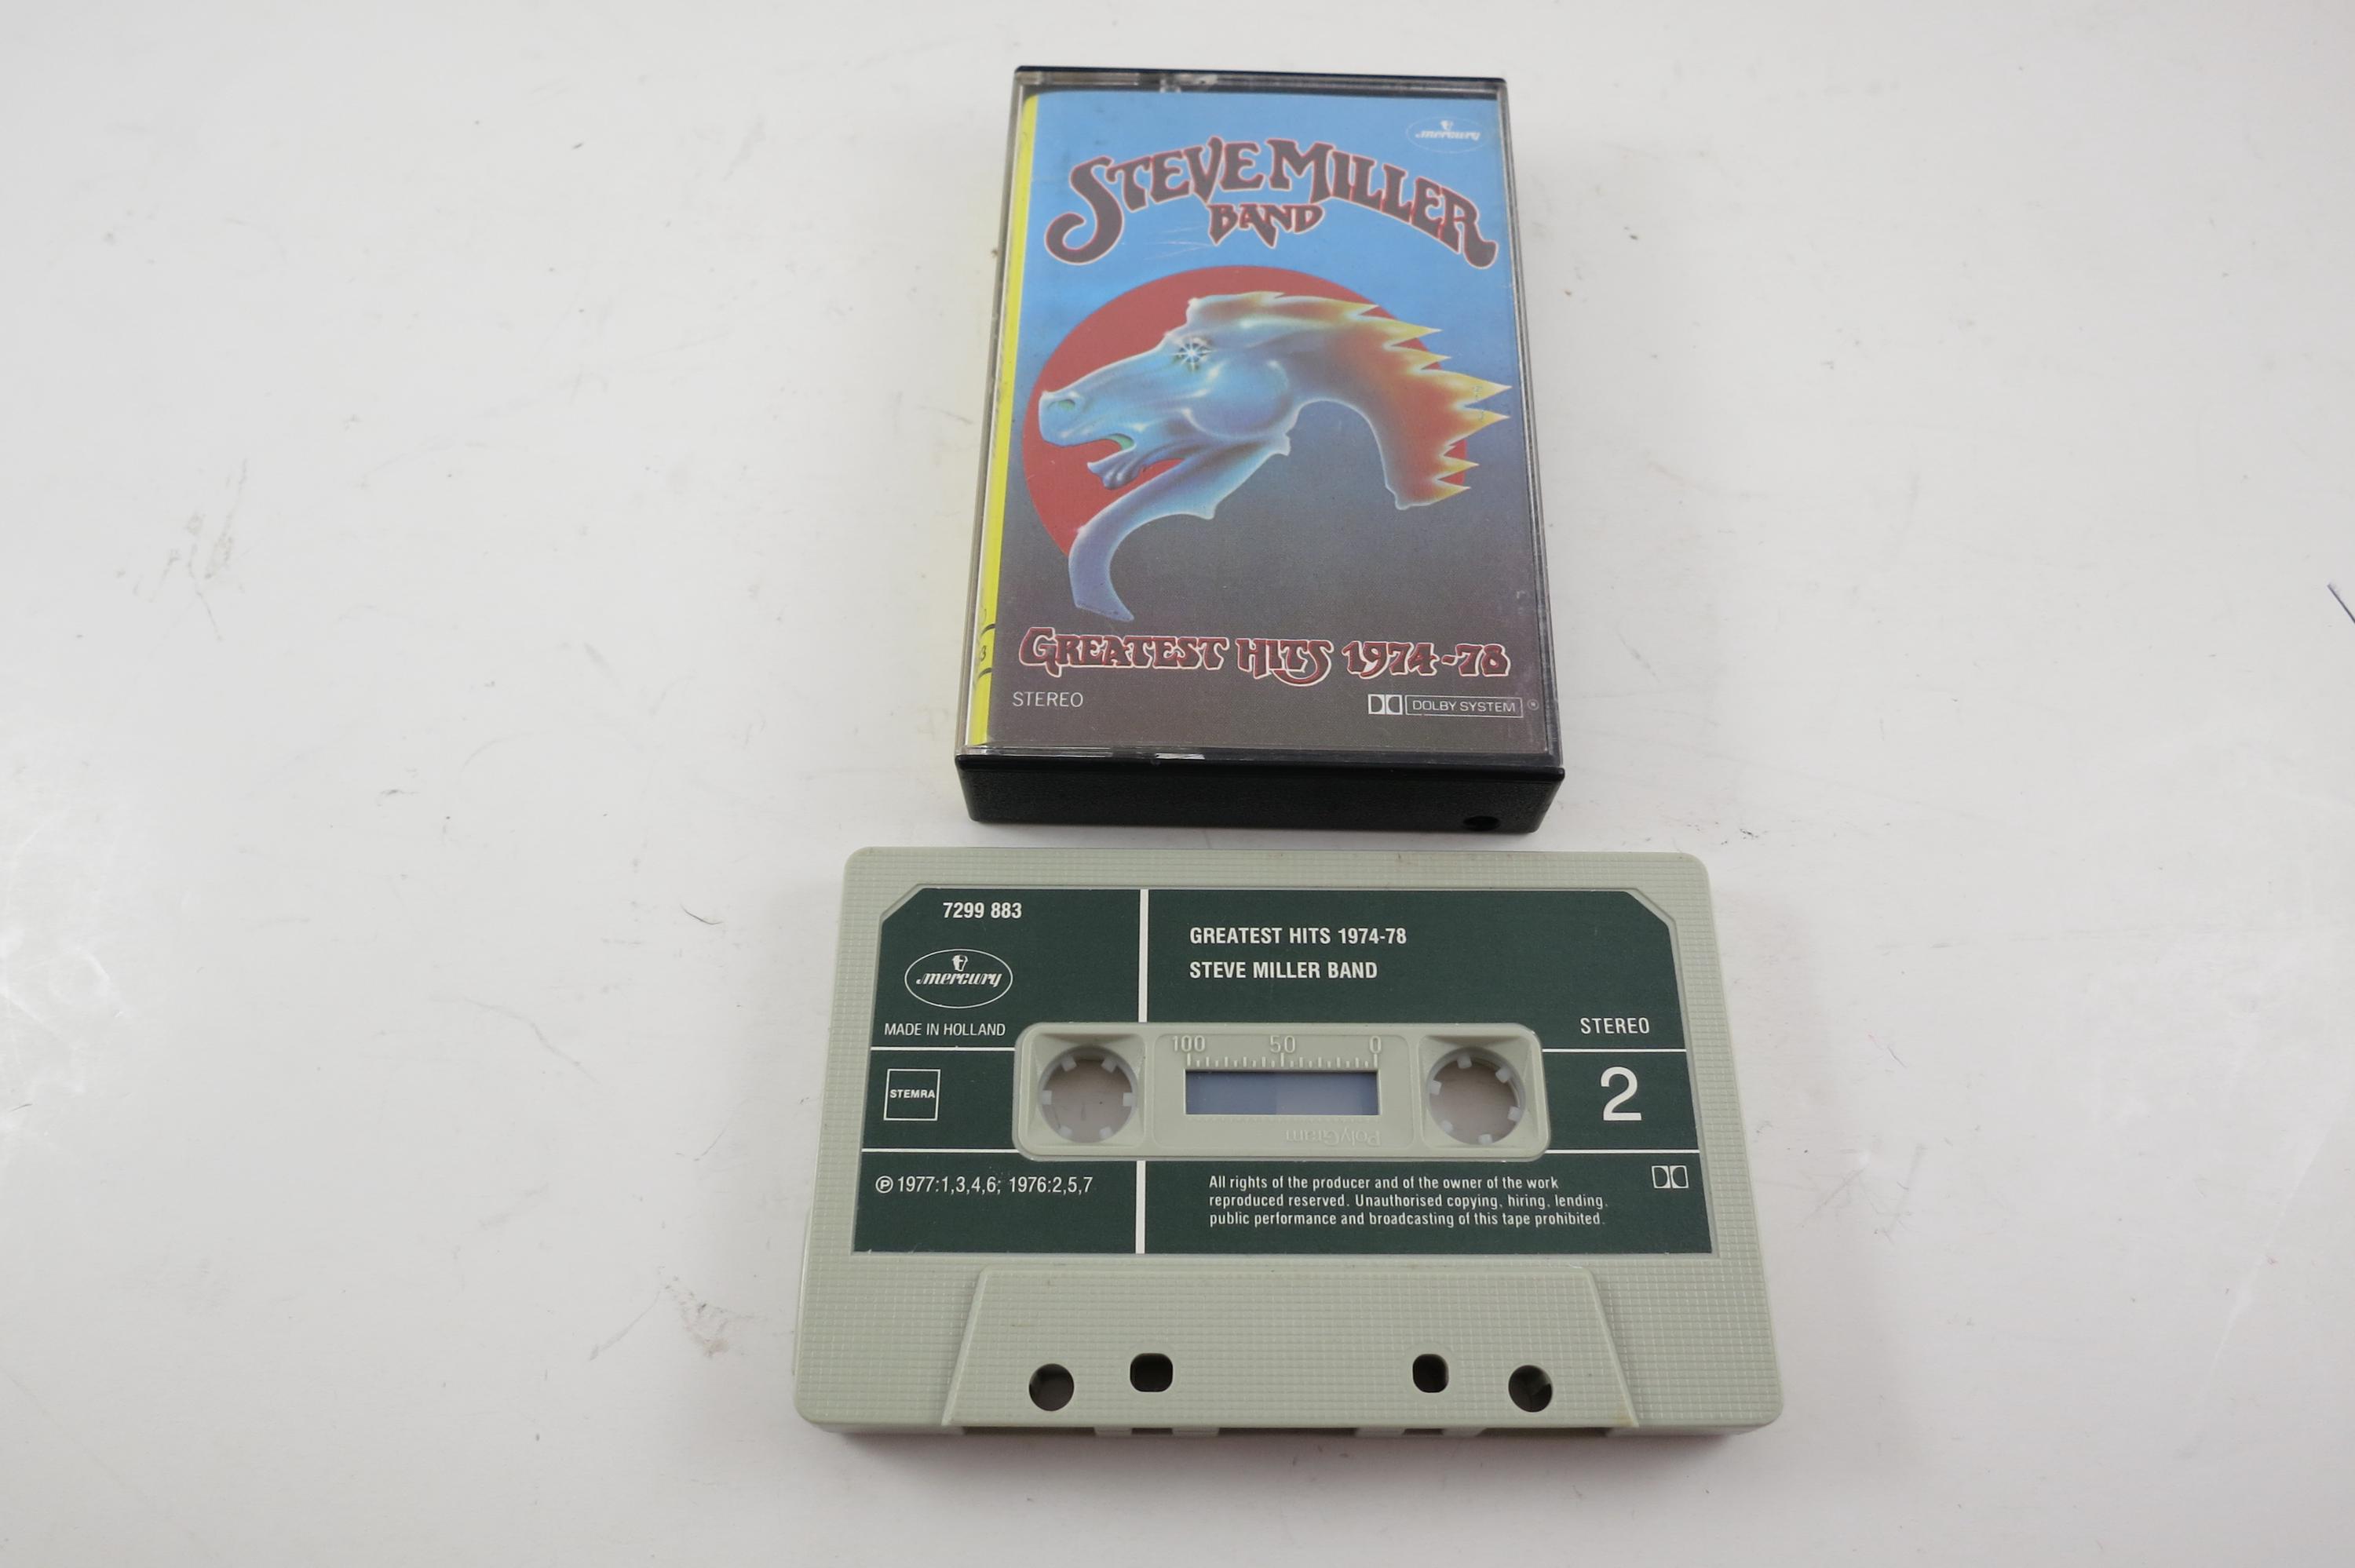 mercury
STEVE MILLER
BAND
GREATEST HITS 1974-78
STEREO
DOLBY SYSTEM ®
3
7299 883
mercury
MADE IN HOLLAND
STEMRA
℗ 1977:1,3,4,6; 1976:2,5,7
GREATEST HITS 1974-78
STEVE MILLER BAND
STEREO
2
100 50 0
PolyGram
All rights of the producer and of the owner of the work
reproduced reserved. Unauthorised copying, hiring, lending,
public performance and broadcasting of this tape prohibited.